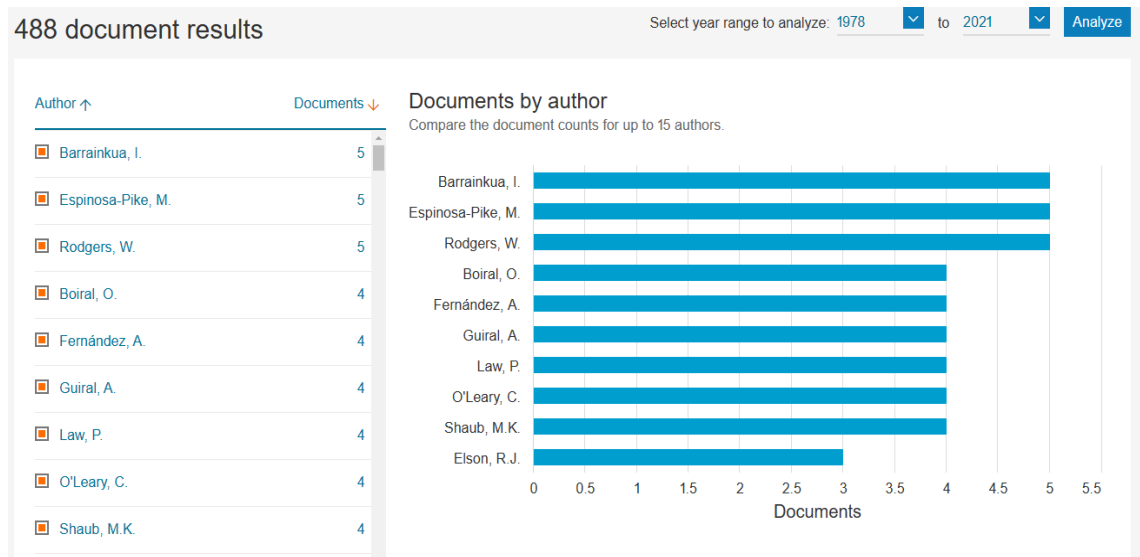 488 document results
Select year range to analyze: 1978 to 2021 Analyze
Author ↑ Documents ↓
Barrainkua, I. 5
Espinosa-Pike, M. 5
Rodgers, W. 5
Boiral, O. 4
Fernández, A. 4
Guiral, A. 4
Law, P. 4
O'Leary, C. 4
Shaub, M.K. 4
Documents by author
Compare the document counts for up to 15 authors.
Barrainkua, I.
Espinosa-Pike, M.
Rodgers, W.
Boiral, O.
Fernández, A.
Guiral, A.
Law, P.
O'Leary, C.
Shaub, M.K.
Elson, R.J.
0 0.5 1 1.5 2 2.5 3 3.5 4 4.5 5 5.5
Documents